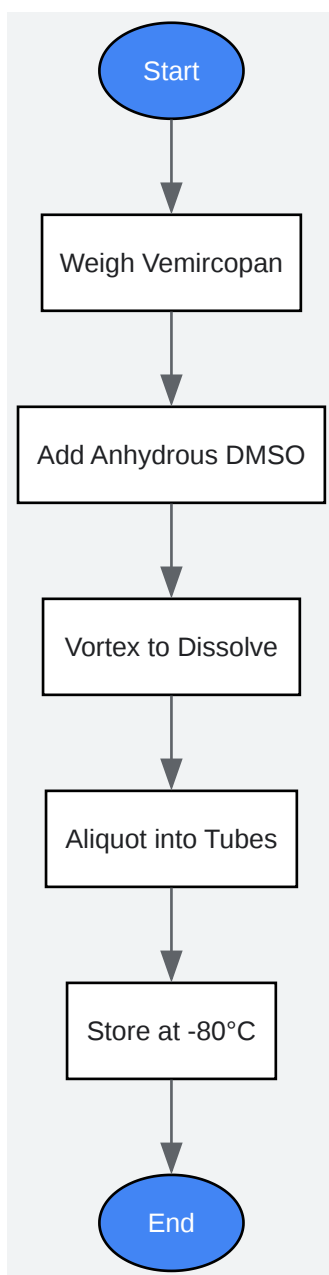 Start
Weigh Vemircopan
Add Anhydrous DMSO
Vortex to Dissolve
Aliquot into Tubes
Store at -80°C
End